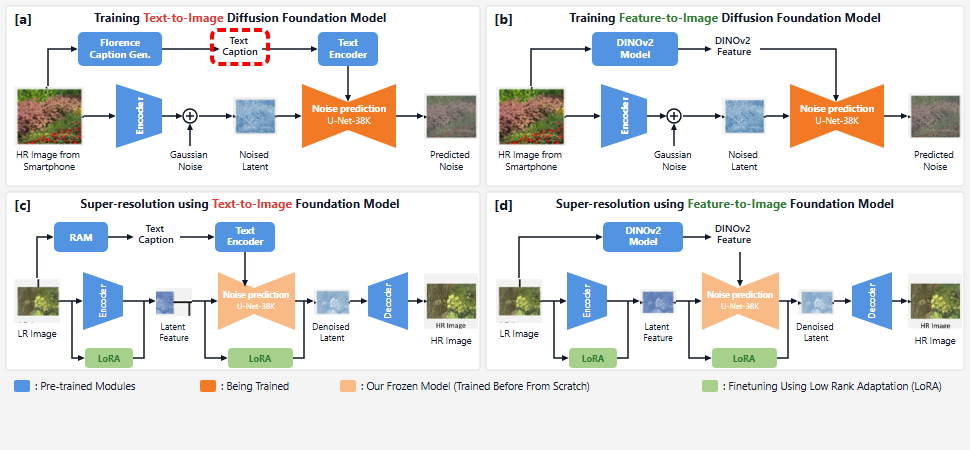 [a] Training Text-to-Image Diffusion Foundation Model
Florence
Caption Gen.
Text
Caption
Text
Encoder
Encoder
Noise prediction
U-Net-38K
HR Image from
Smartphone
Gaussian
Noise
Noised
Latent
Predicted
Noise
[b] Training Feature-to-Image Diffusion Foundation Model
DINOv2
Model
DINOv2
Feature
Encoder
Noise prediction
U-Net-38K
HR Image from
Smartphone
Gaussian
Noise
Noised
Latent
Predicted
Noise
[c] Super-resolution using Text-to-Image Foundation Model
RAM
Text
Caption
Text
Encoder
Encoder
Noise prediction
U-Net-38K
Decoder
LR Image
LR Image
Latent
Feature
Denoised
Latent
HR Image
HR Image
LoRA
LoRA
[d] Super-resolution using Feature-to-Image Foundation Model
DINOv2
Model
DINOv2
Feature
Encoder
Noise prediction
U-Net-38K
Decoder
LR Image
LR Image
Latent
Feature
Denoised
Latent
HR Image
HR Image
LoRA
LoRA
: Pre-trained Modules
: Being Trained
: Our Frozen Model (Trained Before From Scratch)
: Finetuning Using Low Rank Adaptation (LoRA)